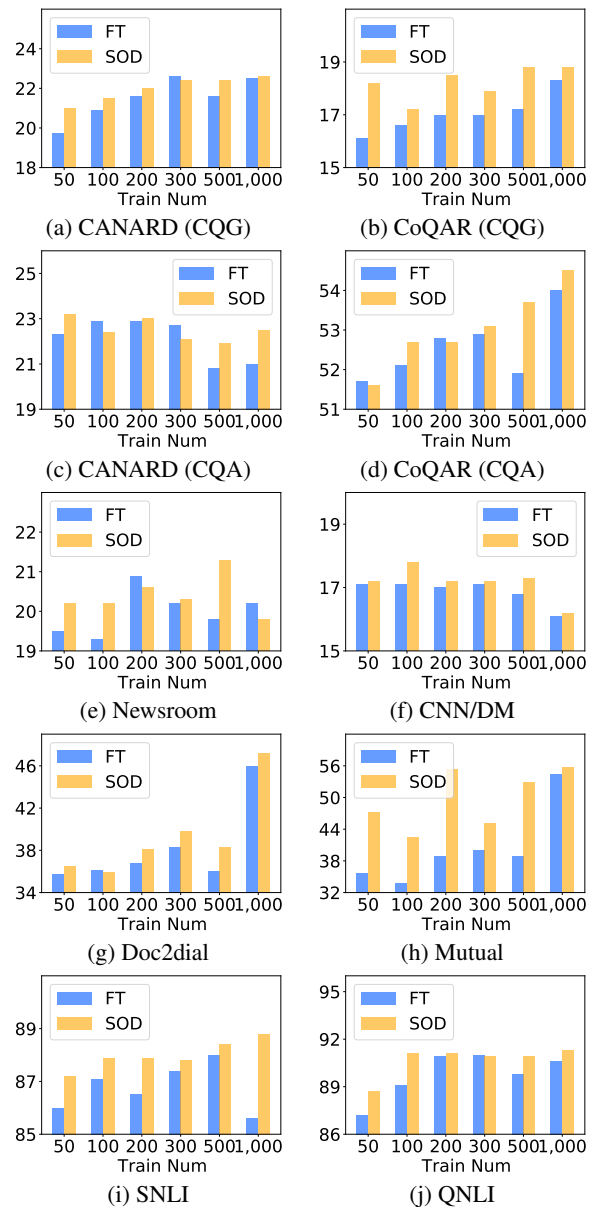 FT
SOD
22
20
18
50 100 200 300 500 1,000
Train Num
(a) CANARD (CQG)
FT
SOD
19
17
15
50 100 200 300 500 1,000
Train Num
(b) CoQAR (CQG)
FT
SOD
25
23
21
19
50 100 200 300 500 1,000
Train Num
(c) CANARD (CQA)
FT
SOD
54
53
52
51
50 100 200 300 500 1,000
Train Num
(d) CoQAR (CQA)
FT
SOD
22
21
20
19
50 100 200 300 500 1,000
Train Num
(e) Newsroom
FT
SOD
19
17
15
50 100 200 300 500 1,000
Train Num
(f) CNN/DM
FT
SOD
46
42
38
34
50 100 200 300 500 1,000
Train Num
(g) Doc2dial
FT
SOD
56
50
44
38
32
50 100 200 300 500 1,000
Train Num
(h) Mutual
FT
SOD
89
87
85
50 100 200 300 500 1,000
Train Num
(i) SNLI
FT
SOD
95
91
89
86
50 100 200 300 500 1,000
Train Num
(j) QNLI